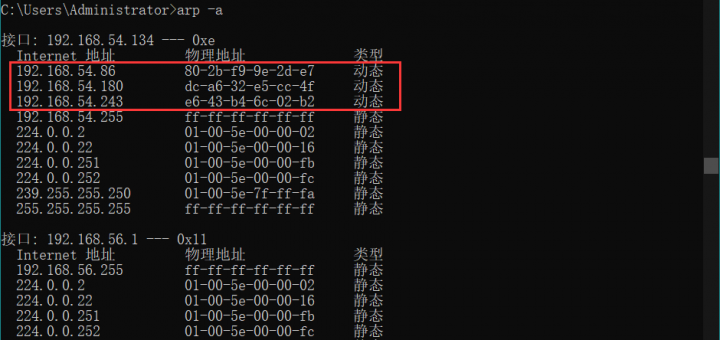 C:\Users\Administrator>arp -a
接口: 192.168.54.134 --- 0xe
Internet 地址 物理地址 类型
192.168.54.86 80-2b-f9-9e-2d-e7 动态
192.168.54.180 dc-a6-32-e5-cc-4f 动态
192.168.54.243 e6-43-b4-6c-02-b2 动态
192.168.54.255 ff-ff-ff-ff-ff-ff 静态
224.0.0.2 01-00-5e-00-00-02 静态
224.0.0.22 01-00-5e-00-00-16 静态
224.0.0.251 01-00-5e-00-00-fb 静态
224.0.0.252 01-00-5e-00-00-fc 静态
239.255.255.250 01-00-5e-7f-ff-fa 静态
255.255.255.255 ff-ff-ff-ff-ff-ff 静态
接口: 192.168.56.1 --- 0x11
Internet 地址 物理地址 类型
192.168.56.255 ff-ff-ff-ff-ff-ff 静态
224.0.0.2 01-00-5e-00-00-02 静态
224.0.0.22 01-00-5e-00-00-16 静态
224.0.0.251 01-00-5e-00-00-fb 静态
224.0.0.252 01-00-5e-00-00-fc 静态